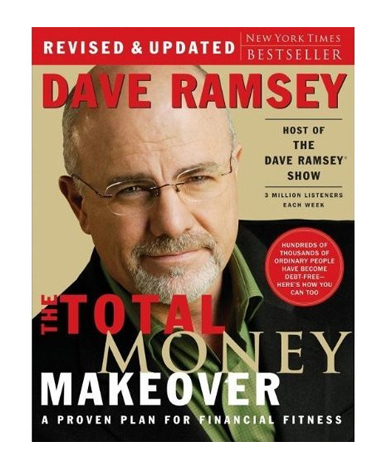 REVISED & UPDATED
NEW YORK TIMES
BESTSELLER
DAVE RAMSEY
HOST OF
THE
DAVE RAMSEY®
SHOW
3 MILLION LISTENERS
EACH WEEK
HUNDREDS OF
THOUSANDS OF
ORDINARY PEOPLE
HAVE BECOME
DEBT-FREE—
HERE'S HOW YOU
CAN TOO
THE TOTAL
MONEY
MAKEOVER
A PROVEN PLAN FOR FINANCIAL FITNESS